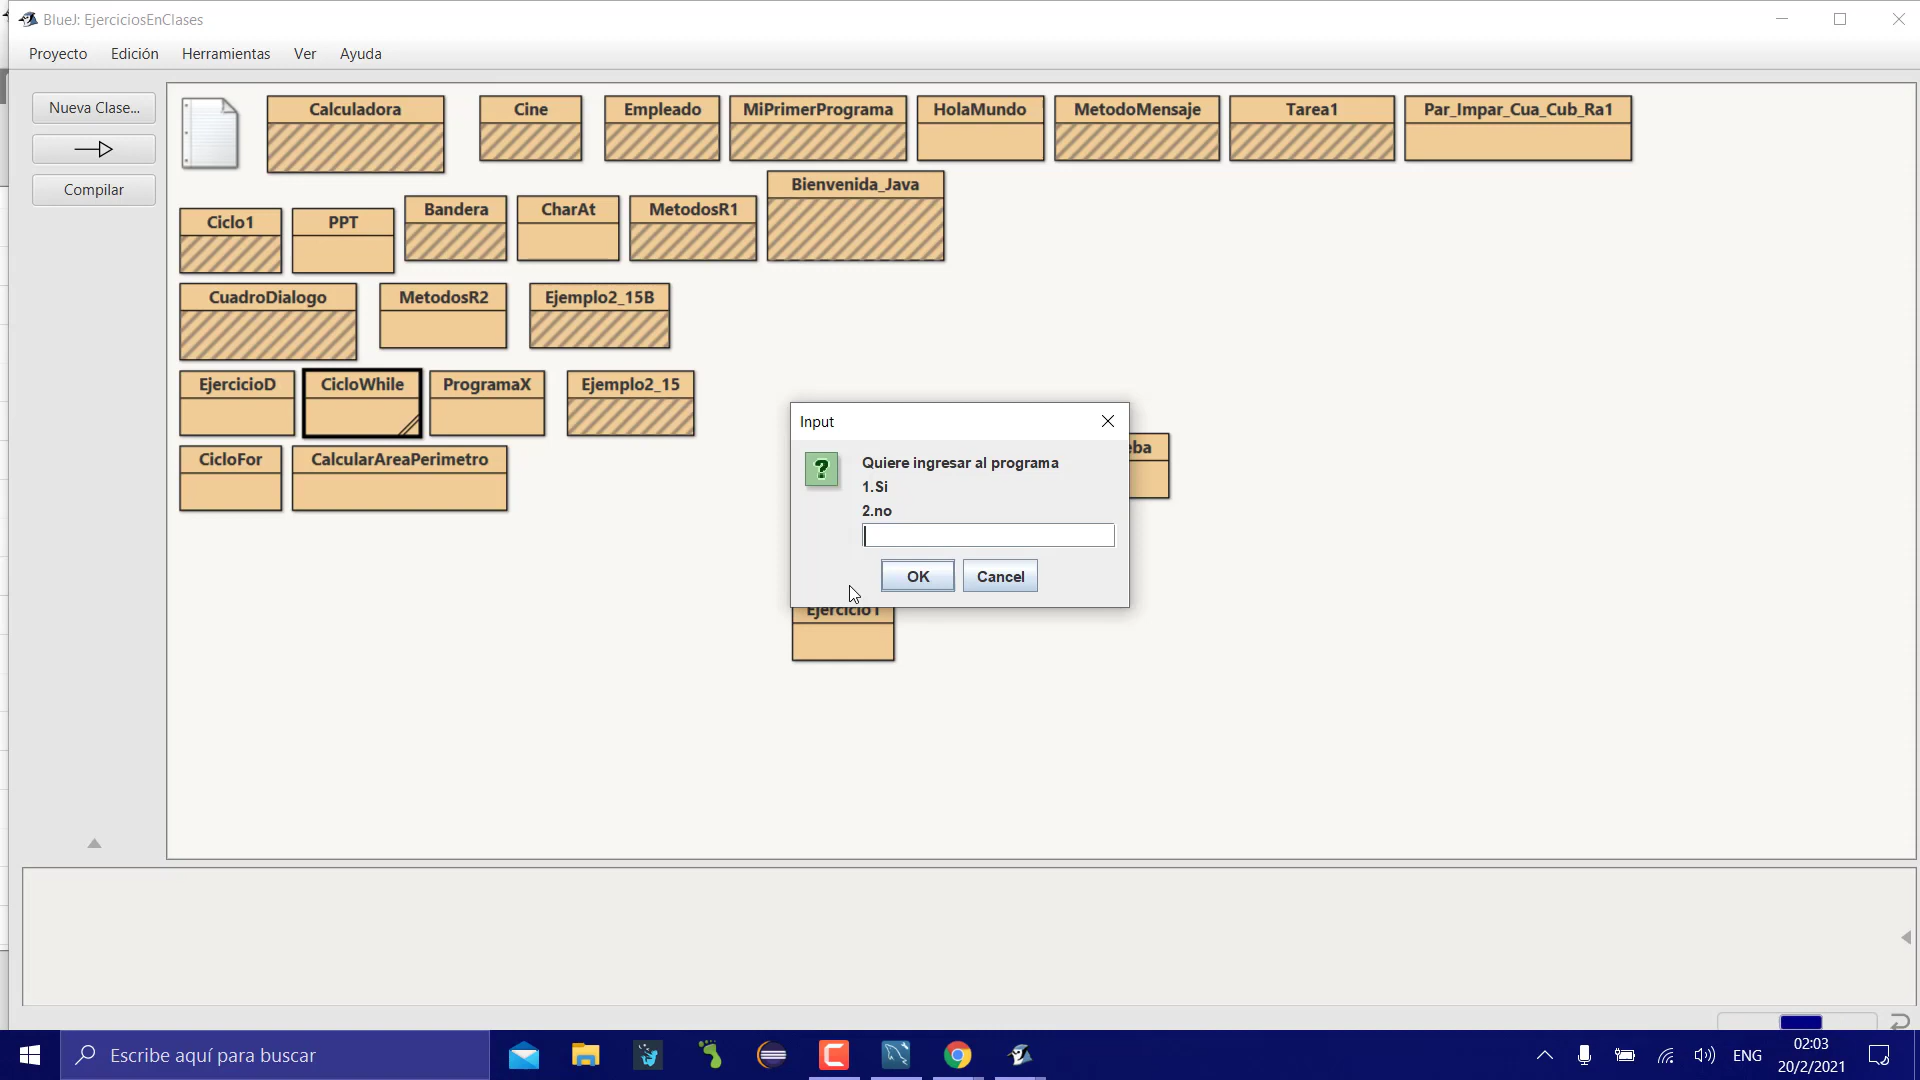 BlueJ: EjerciciosEnClases
Proyecto Edición Herramientas Ver Ayuda
Nueva Clase...
Compilar
Calculadora Cine Empleado MiPrimerPrograma HolaMundo MetodoMensaje Tarea1 Par_Impar_Cua_Cub_Ra1
Bienvenida_Java
Ciclo1 PPT Bandera CharAt MetodosR1
CuadroDialogo MetodosR2 Ejemplo2_15B
EjercicioD CicloWhile ProgramaX Ejemplo2_15
CicloFor CalcularAreaPerimetro
Input
Quiere ingresar al programa
1.Si
2.no
OK Cancel
eba
Ejercicio1
Escribe aquí para buscar
ENG
02:03
20/2/2021